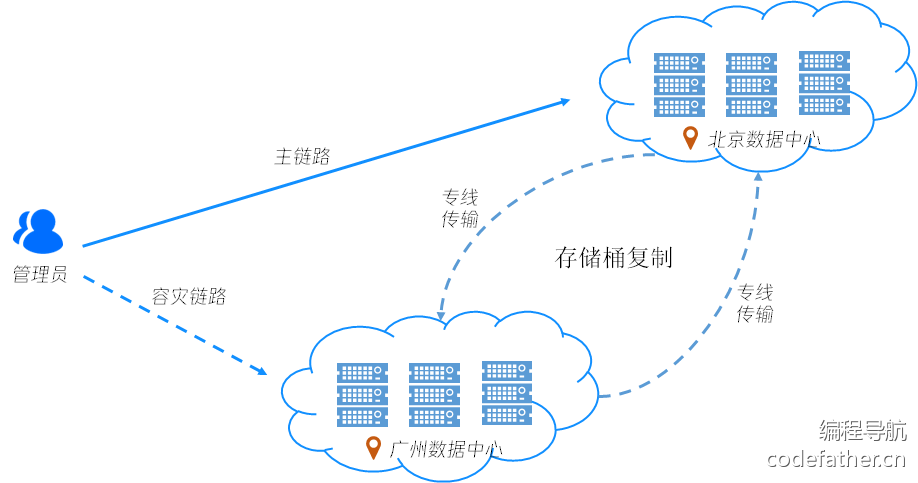 北京数据中心
主链路
专线
传输
管理员
存储桶复制
容灾链路
专线
传输
广州数据中心
编程导航
codefather.cn